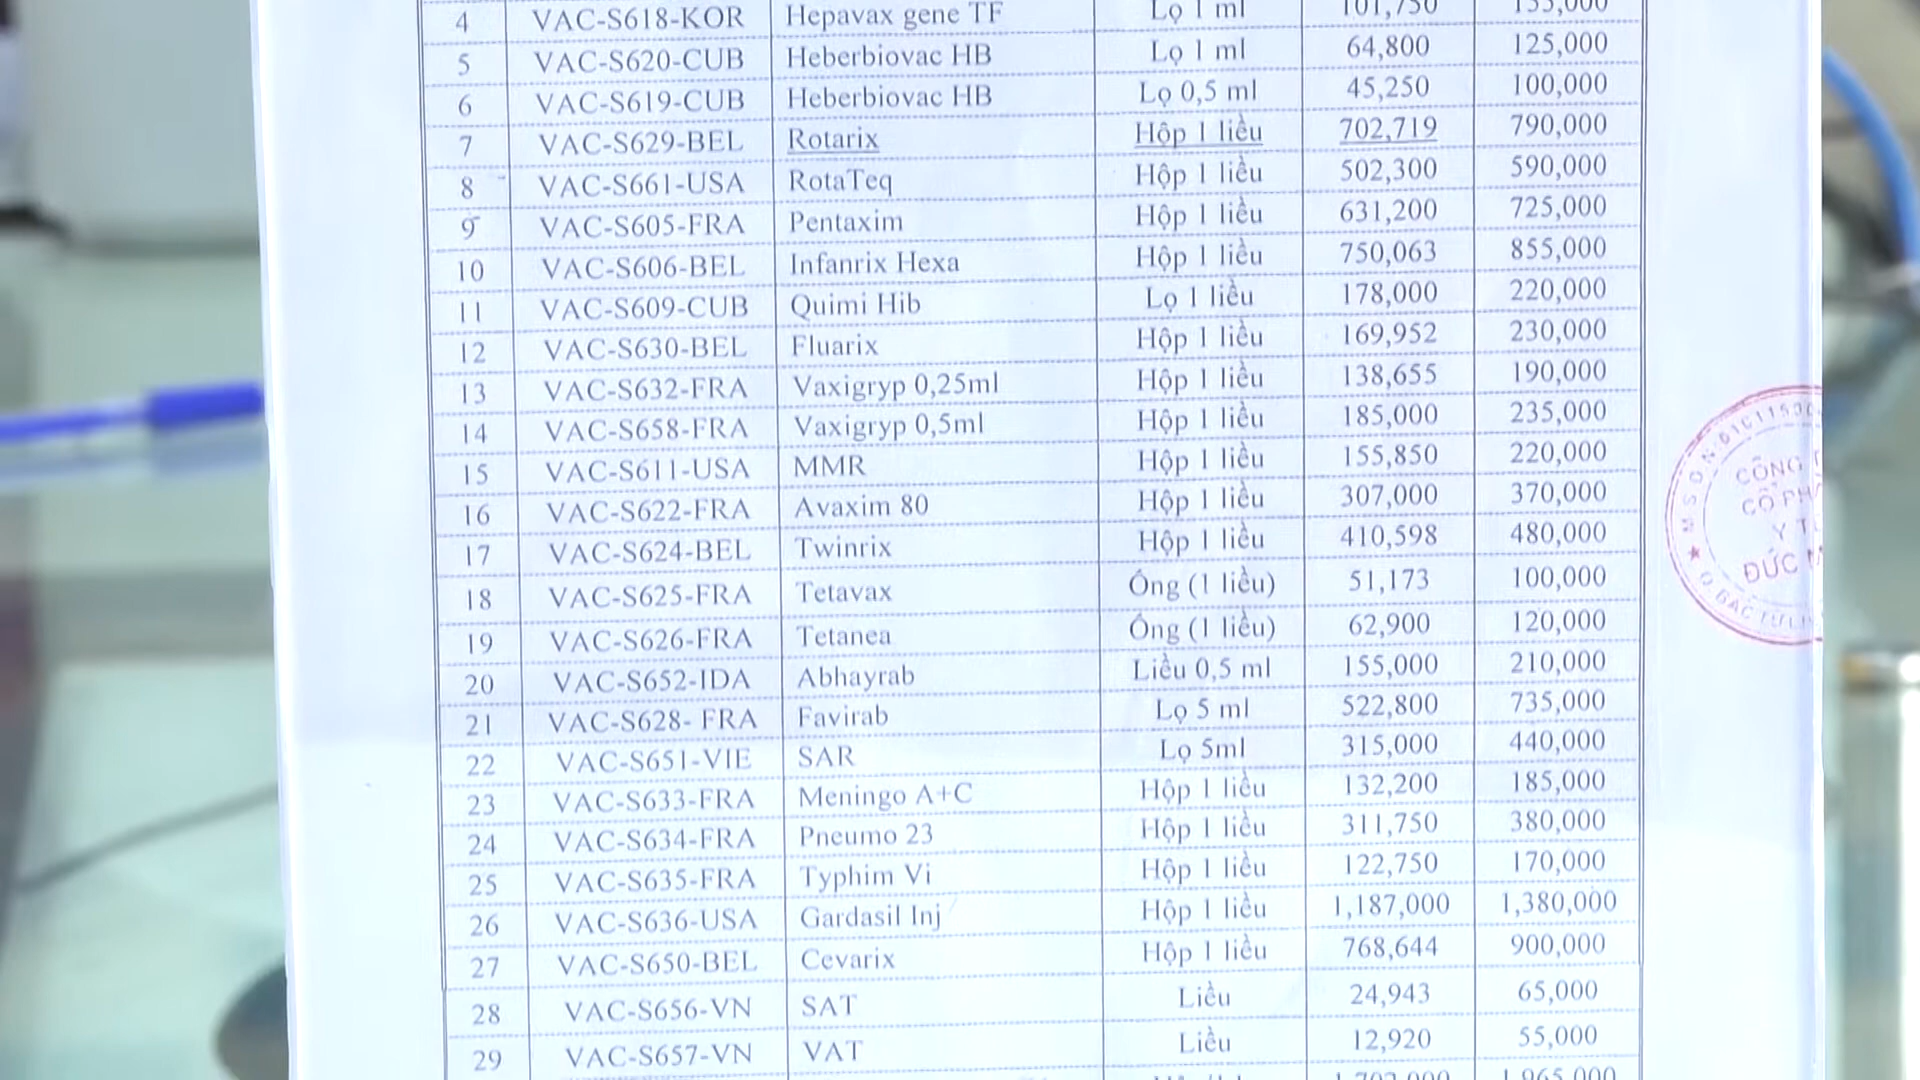 4 VAC-S618-KOR Hepavax gene TF Lọ 1 ml 101,750 135,000
5 VAC-S620-CUB Heberbiovac HB Lọ 1 ml 64,800 125,000
6 VAC-S619-CUB Heberbiovac HB Lọ 0,5 ml 45,250 100,000
7 VAC-S629-BEL Rotarix Hộp 1 liều 702,719 790,000
8 VAC-S661-USA RotaTeq Hộp 1 liều 502,300 590,000
9 VAC-S605-FRA Pentaxim Hộp 1 liều 631,200 725,000
10 VAC-S606-BEL Infanrix Hexa Hộp 1 liều 750,063 855,000
11 VAC-S609-CUB Quimi Hib Lọ 1 liều 178,000 220,000
12 VAC-S630-BEL Fluarix Hộp 1 liều 169,952 230,000
13 VAC-S632-FRA Vaxigryp 0,25ml Hộp 1 liều 138,655 190,000
14 VAC-S658-FRA Vaxigryp 0,5ml Hộp 1 liều 185,000 235,000
15 VAC-S611-USA MMR Hộp 1 liều 155,850 220,000
16 VAC-S622-FRA Avaxim 80 Hộp 1 liều 307,000 370,000
17 VAC-S624-BEL Twinrix Hộp 1 liều 410,598 480,000
18 VAC-S625-FRA Tetavax Ống (1 liều) 51,173 100,000
19 VAC-S626-FRA Tetanea Ống (1 liều) 62,900 120,000
20 VAC-S652-IDA Abhayrab Liều 0,5 ml 155,000 210,000
21 VAC-S628- FRA Favirab Lọ 5 ml 522,800 735,000
22 VAC-S651-VIE SAR Lọ 5ml 315,000 440,000
23 VAC-S633-FRA Meningo A+C Hộp 1 liều 132,200 185,000
24 VAC-S634-FRA Pneumo 23 Hộp 1 liều 311,750 380,000
25 VAC-S635-FRA Typhim Vi Hộp 1 liều 122,750 170,000
26 VAC-S636-USA Gardasil Inj Hộp 1 liều 1,187,000 1,380,000
27 VAC-S650-BEL Cevarix Hộp 1 liều 768,644 900,000
28 VAC-S656-VN SAT Liều 24,943 65,000
29 VAC-S657-VN VAT Liều 12,920 55,000
CÔNG
CỔ PH
Y T
ĐỨC